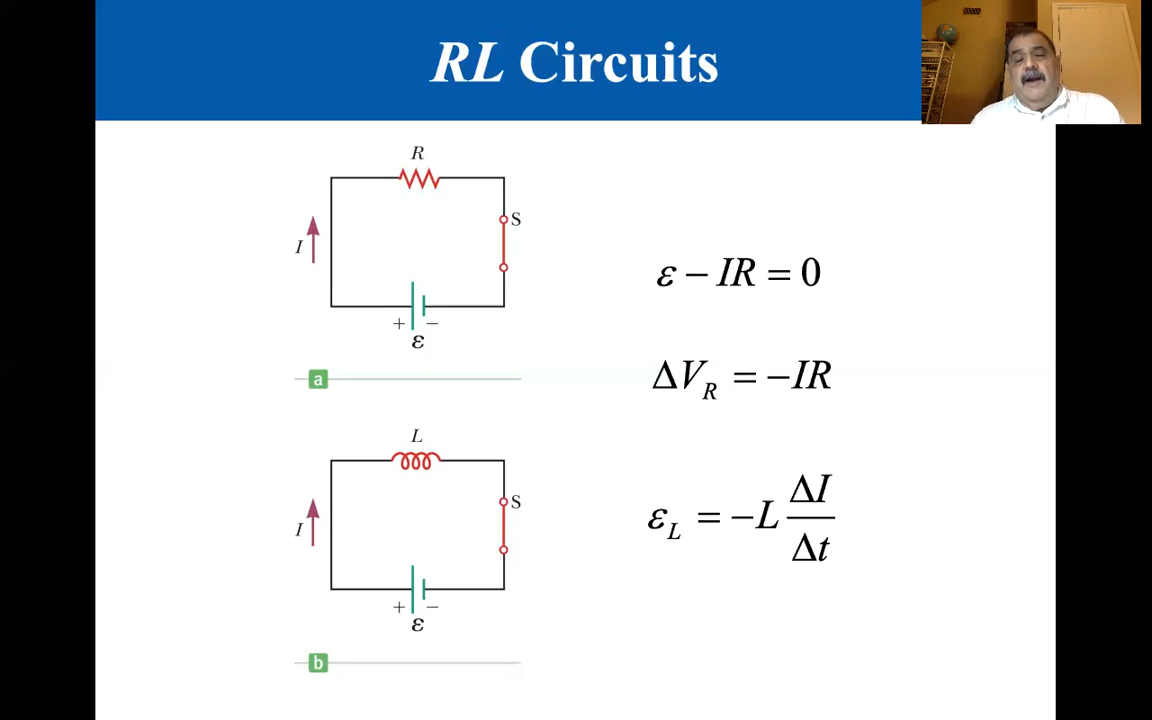 RL Circuits
R
S
I
+ −
ε
a
L
S
I
+ −
ε
b
ε − IR = 0
ΔV_R = −IR
ε_L = −L ΔI/Δt